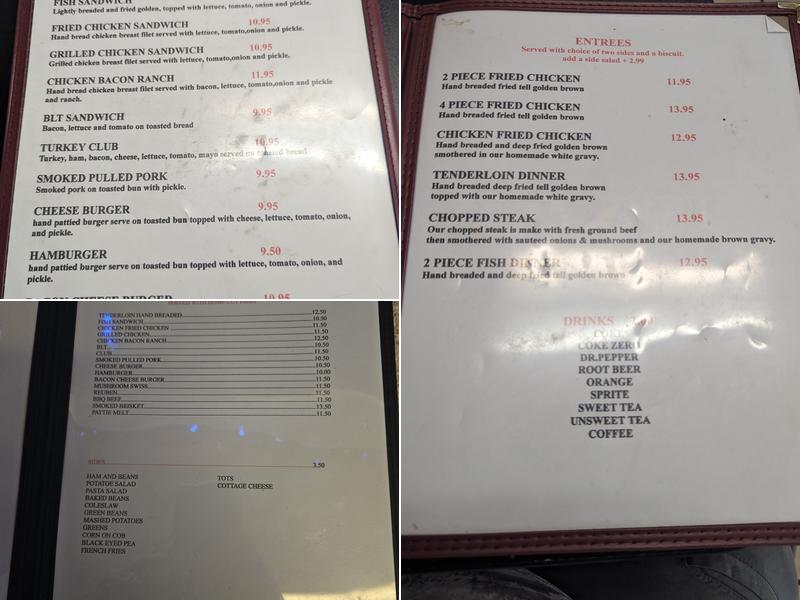 FISH SANDWICH
Lightly breaded and fried golden, topped with lettuce, tomato, onion and pickle.
FRIED CHICKEN SANDWICH 10.95
Hand bread chicken breast filet served with lettuce, tomato,onion and pickle.
GRILLED CHICKEN SANDWICH 10.95
Grilled chicken breast filet served with lettuce,tomato,onion and pickle.
CHICKEN BACON RANCH 11.95
Hand bread chicken breast filet served with bacon, lettuce, tomato,onion and pickle
and ranch.
BLT SANDWICH 9.95
Bacon, lettuce and tomato on toasted bread
TURKEY CLUB 10.95
Turkey, ham, bacon, cheese, lettuce, tomato, mayo served on toasted bread
SMOKED PULLED PORK 9.95
Smoked pork on toasted bun with pickle.
CHEESE BURGER 9.95
hand pattied burger serve on toasted bun topped with cheese, lettuce, tomato, onion,
and pickle.
HAMBURGER 9.50
hand pattied burger serve on toasted bun topped with lettuce, tomato, onion, and
pickle.
BACON CHEESE BURGER 10.95
ENTREES
Served with choice of two sides and a biscuit.
add a side salad + 2.99
2 PIECE FRIED CHICKEN 11.95
Hand breaded fried tell golden brown
4 PIECE FRIED CHICKEN 13.95
Hand breaded fried tell golden brown
CHICKEN FRIED CHICKEN 12.95
Hand breaded and deep fried golden brown
smothered in our homemade white gravy.
TENDERLOIN DINNER 13.95
Hand breaded deep fried tell golden brown
topped with our homemade white gravy.
CHOPPED STEAK 13.95
Our chopped steak is make with fresh ground beef
then smothered with sauteed onions & mushrooms and our homemade brown gravy.
2 PIECE FISH DINNER 12.95
Hand breaded and deep fried tell golden brown
DRINKS
COKE
COKE ZERO
DR.PEPPER
ROOT BEER
ORANGE
SPRITE
SWEET TEA
UNSWEET TEA
COFFEE
TENDERLOIN HAND BREADED 12.50
FISH SANDWICH 10.50
CHICKEN FRIED CHICKEN 11.50
GRILLED CHICKEN 11.50
CHICKEN BACON RANCH 12.50
BLT 10.50
CLUB 11.50
SMOKED PULLED PORK 10.50
CHEESE BURGER 10.50
HAMBURGER 10.00
BACON CHEESE BURGER 11.50
MUSHROOM SWISS 11.50
REUBEN 11.50
BBQ BEEF 11.50
SMOKED BRISKET 13.50
PATTIE MELT 11.50
SIDES 3.50
HAM AND BEANS
POTATOE SALAD
PASTA SALAD
BAKED BEANS
COLESLAW
GREEN BEANS
MASHED POTATOES
GREENS
CORN ON COB
BLACK EYED PEA
FRENCH FRIES
TOTS
COTTAGE CHEESE